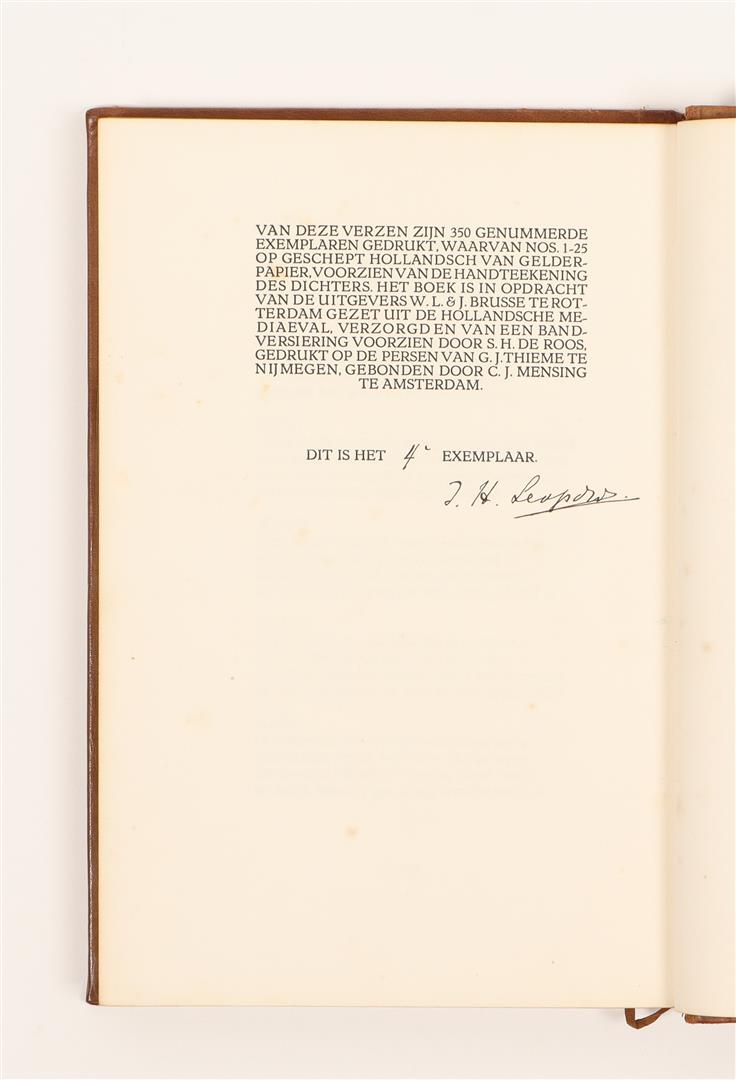 VAN DEZE VERZEN ZIJN 350 GENUMMERDE
EXEMPLAREN GEDRUKT, WAARVAN NOS. 1-25
OP GESCHEPT HOLLANDSCH VAN GELDER-
PAPIER, VOORZIEN VAN DE HANDTEEKENING
DES DICHTERS. HET BOEK IS IN OPDRACHT
VAN DE UITGEVERS W. L. & J. BRUSSE TE ROT-
TERDAM GEZET UIT DE HOLLANDSCHE ME-
DIAEVAL, VERZORGD EN VAN EEN BAND-
VERSIERING VOORZIEN DOOR S. H. DE ROOS,
GEDRUKT OP DE PERSEN VAN G. J. THIEME TE
NIJMEGEN, GEBONDEN DOOR C. J. MENSING
TE AMSTERDAM.
DIT IS HET 4e EXEMPLAAR.
J. H. Leopold.